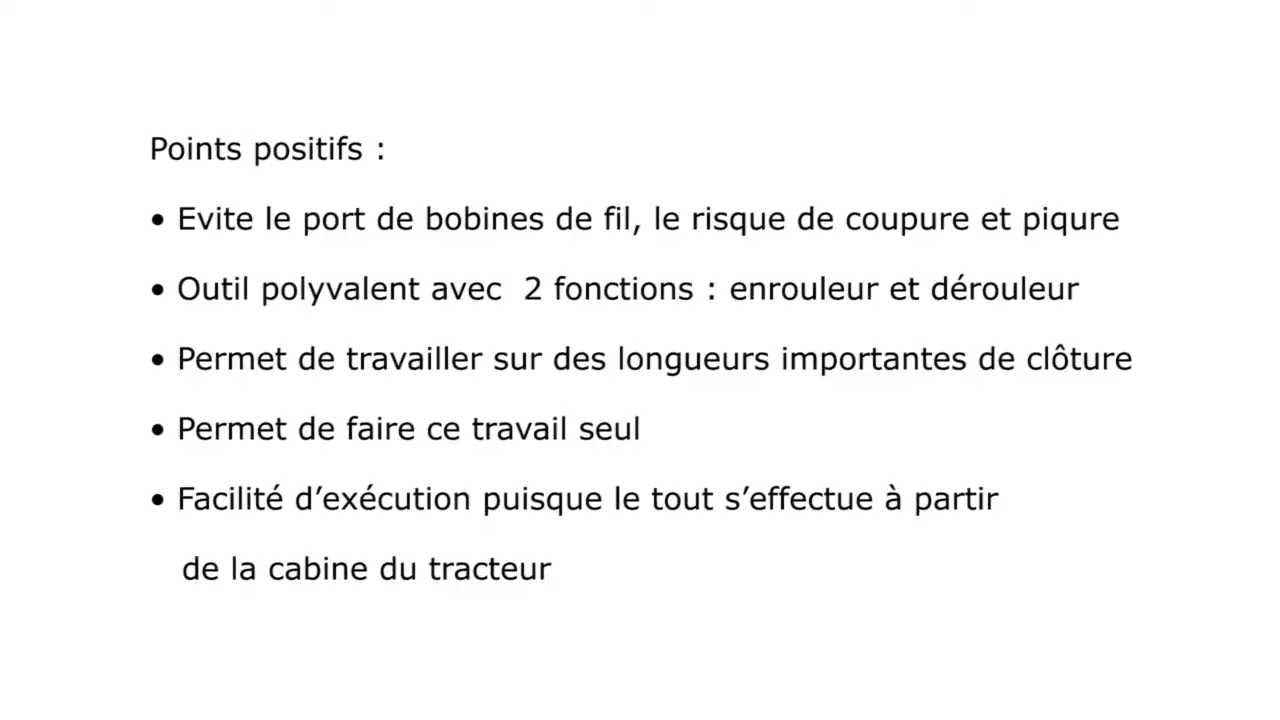 Points positifs :
• Evite le port de bobines de fil, le risque de coupure et piqure
• Outil polyvalent avec  2 fonctions : enrouleur et dérouleur
• Permet de travailler sur des longueurs importantes de clôture
• Permet de faire ce travail seul
• Facilité d’exécution puisque le tout s’effectue à partir
de la cabine du tracteur